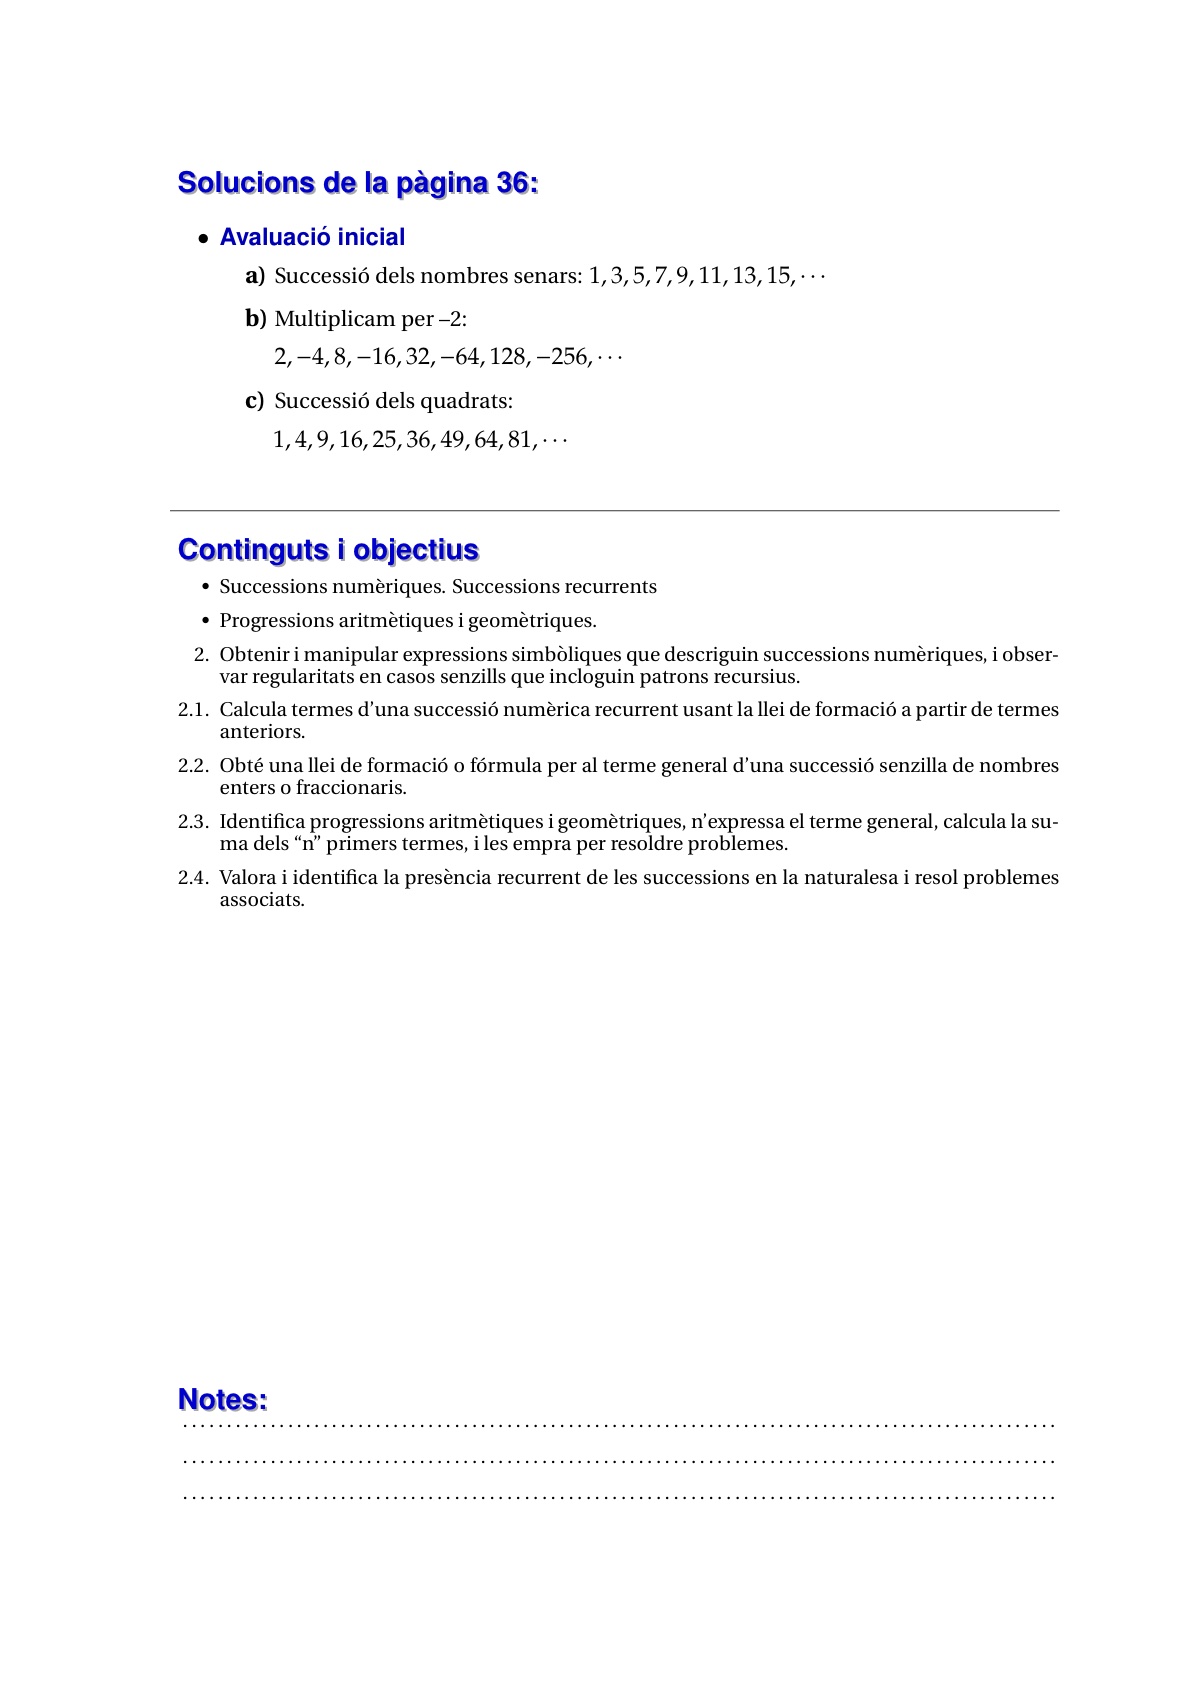 Solucions de la pàgina 36:
• Avaluació inicial
a) Successió dels nombres senars: 1, 3, 5, 7, 9, 11, 13, 15, ···
b) Multiplicam per –2:
2, −4, 8, −16, 32, −64, 128, −256, ···
c) Successió dels quadrats:
1, 4, 9, 16, 25, 36, 49, 64, 81, ···
Continguts i objectius
• Successions numèriques. Successions recurrents
• Progressions aritmètiques i geomètriques.
2. Obtenir i manipular expressions simbòliques que descriguin successions numèriques, i obser-
var regularitats en casos senzills que incloguin patrons recursius.
2.1. Calcula termes d’una successió numèrica recurrent usant la llei de formació a partir de termes
anteriors.
2.2. Obté una llei de formació o fórmula per al terme general d’una successió senzilla de nombres
enters o fraccionaris.
2.3. Identifica progressions aritmètiques i geomètriques, n’expressa el terme general, calcula la su-
ma dels “n” primers termes, i les empra per resoldre problemes.
2.4. Valora i identifica la presència recurrent de les successions en la naturalesa i resol problemes
associats.
Notes: